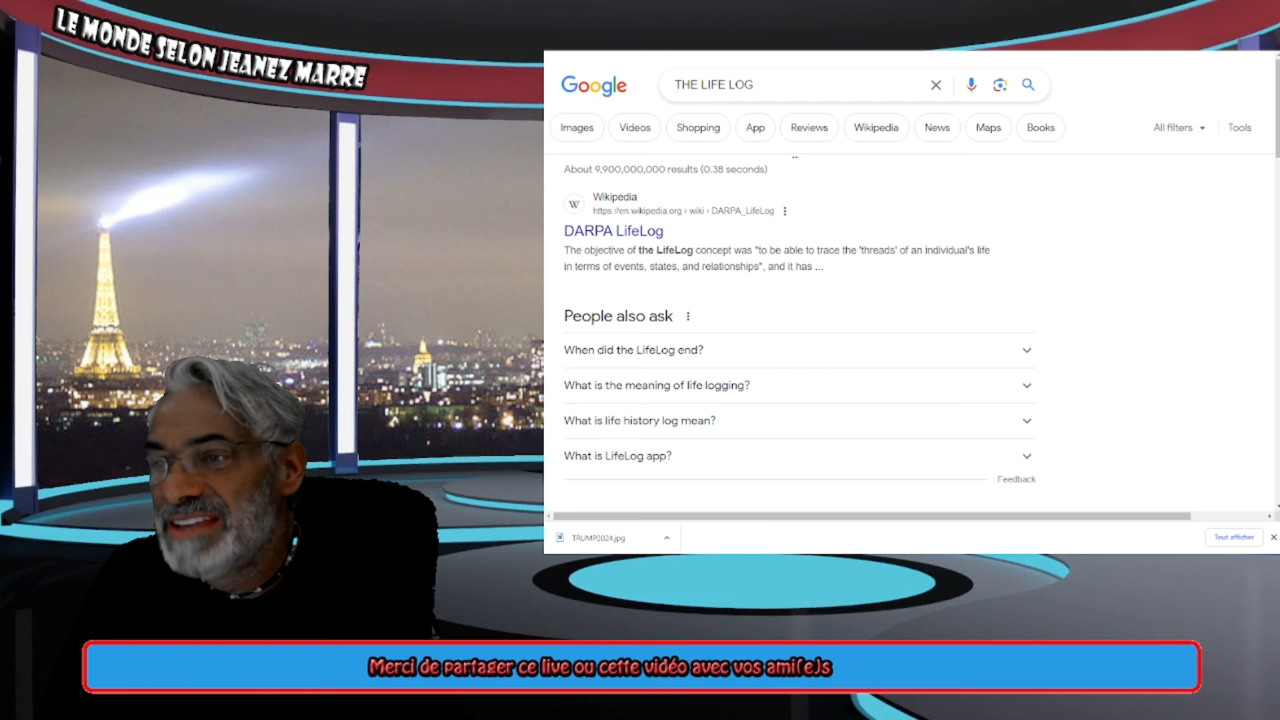 LE MONDE SELON JEANEZ MARRE
Google
THE LIFE LOG
Images Videos Shopping App Reviews Wikipedia News Maps Books All filters Tools
About 9,900,000,000 results (0.38 seconds)
W
Wikipedia
https://en.wikipedia.org › wiki › DARPA_LifeLog
DARPA LifeLog
The objective of the LifeLog concept was "to be able to trace the 'threads' of an individual's life
in terms of events, states, and relationships", and it has ...
People also ask
When did the LifeLog end?
What is the meaning of life logging?
What is life history log mean?
What is LifeLog app?
Feedback
TRUMP2024.jpg
Tout afficher
Merci de partager ce live ou cette vidéo avec vos ami(e)s